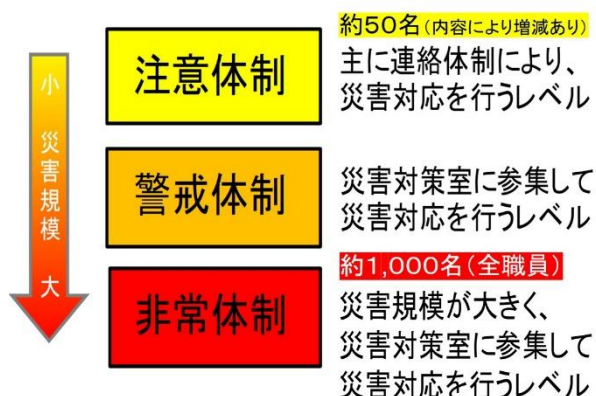 小 災害規模 大
注意体制
約50名(内容により増減あり)
主に連絡体制により、
災害対応を行うレベル
警戒体制
災害対策室に参集して
災害対応を行うレベル
非常体制
約1,000名(全職員)
災害規模が大きく、
災害対策室に参集して
災害対応を行うレベル